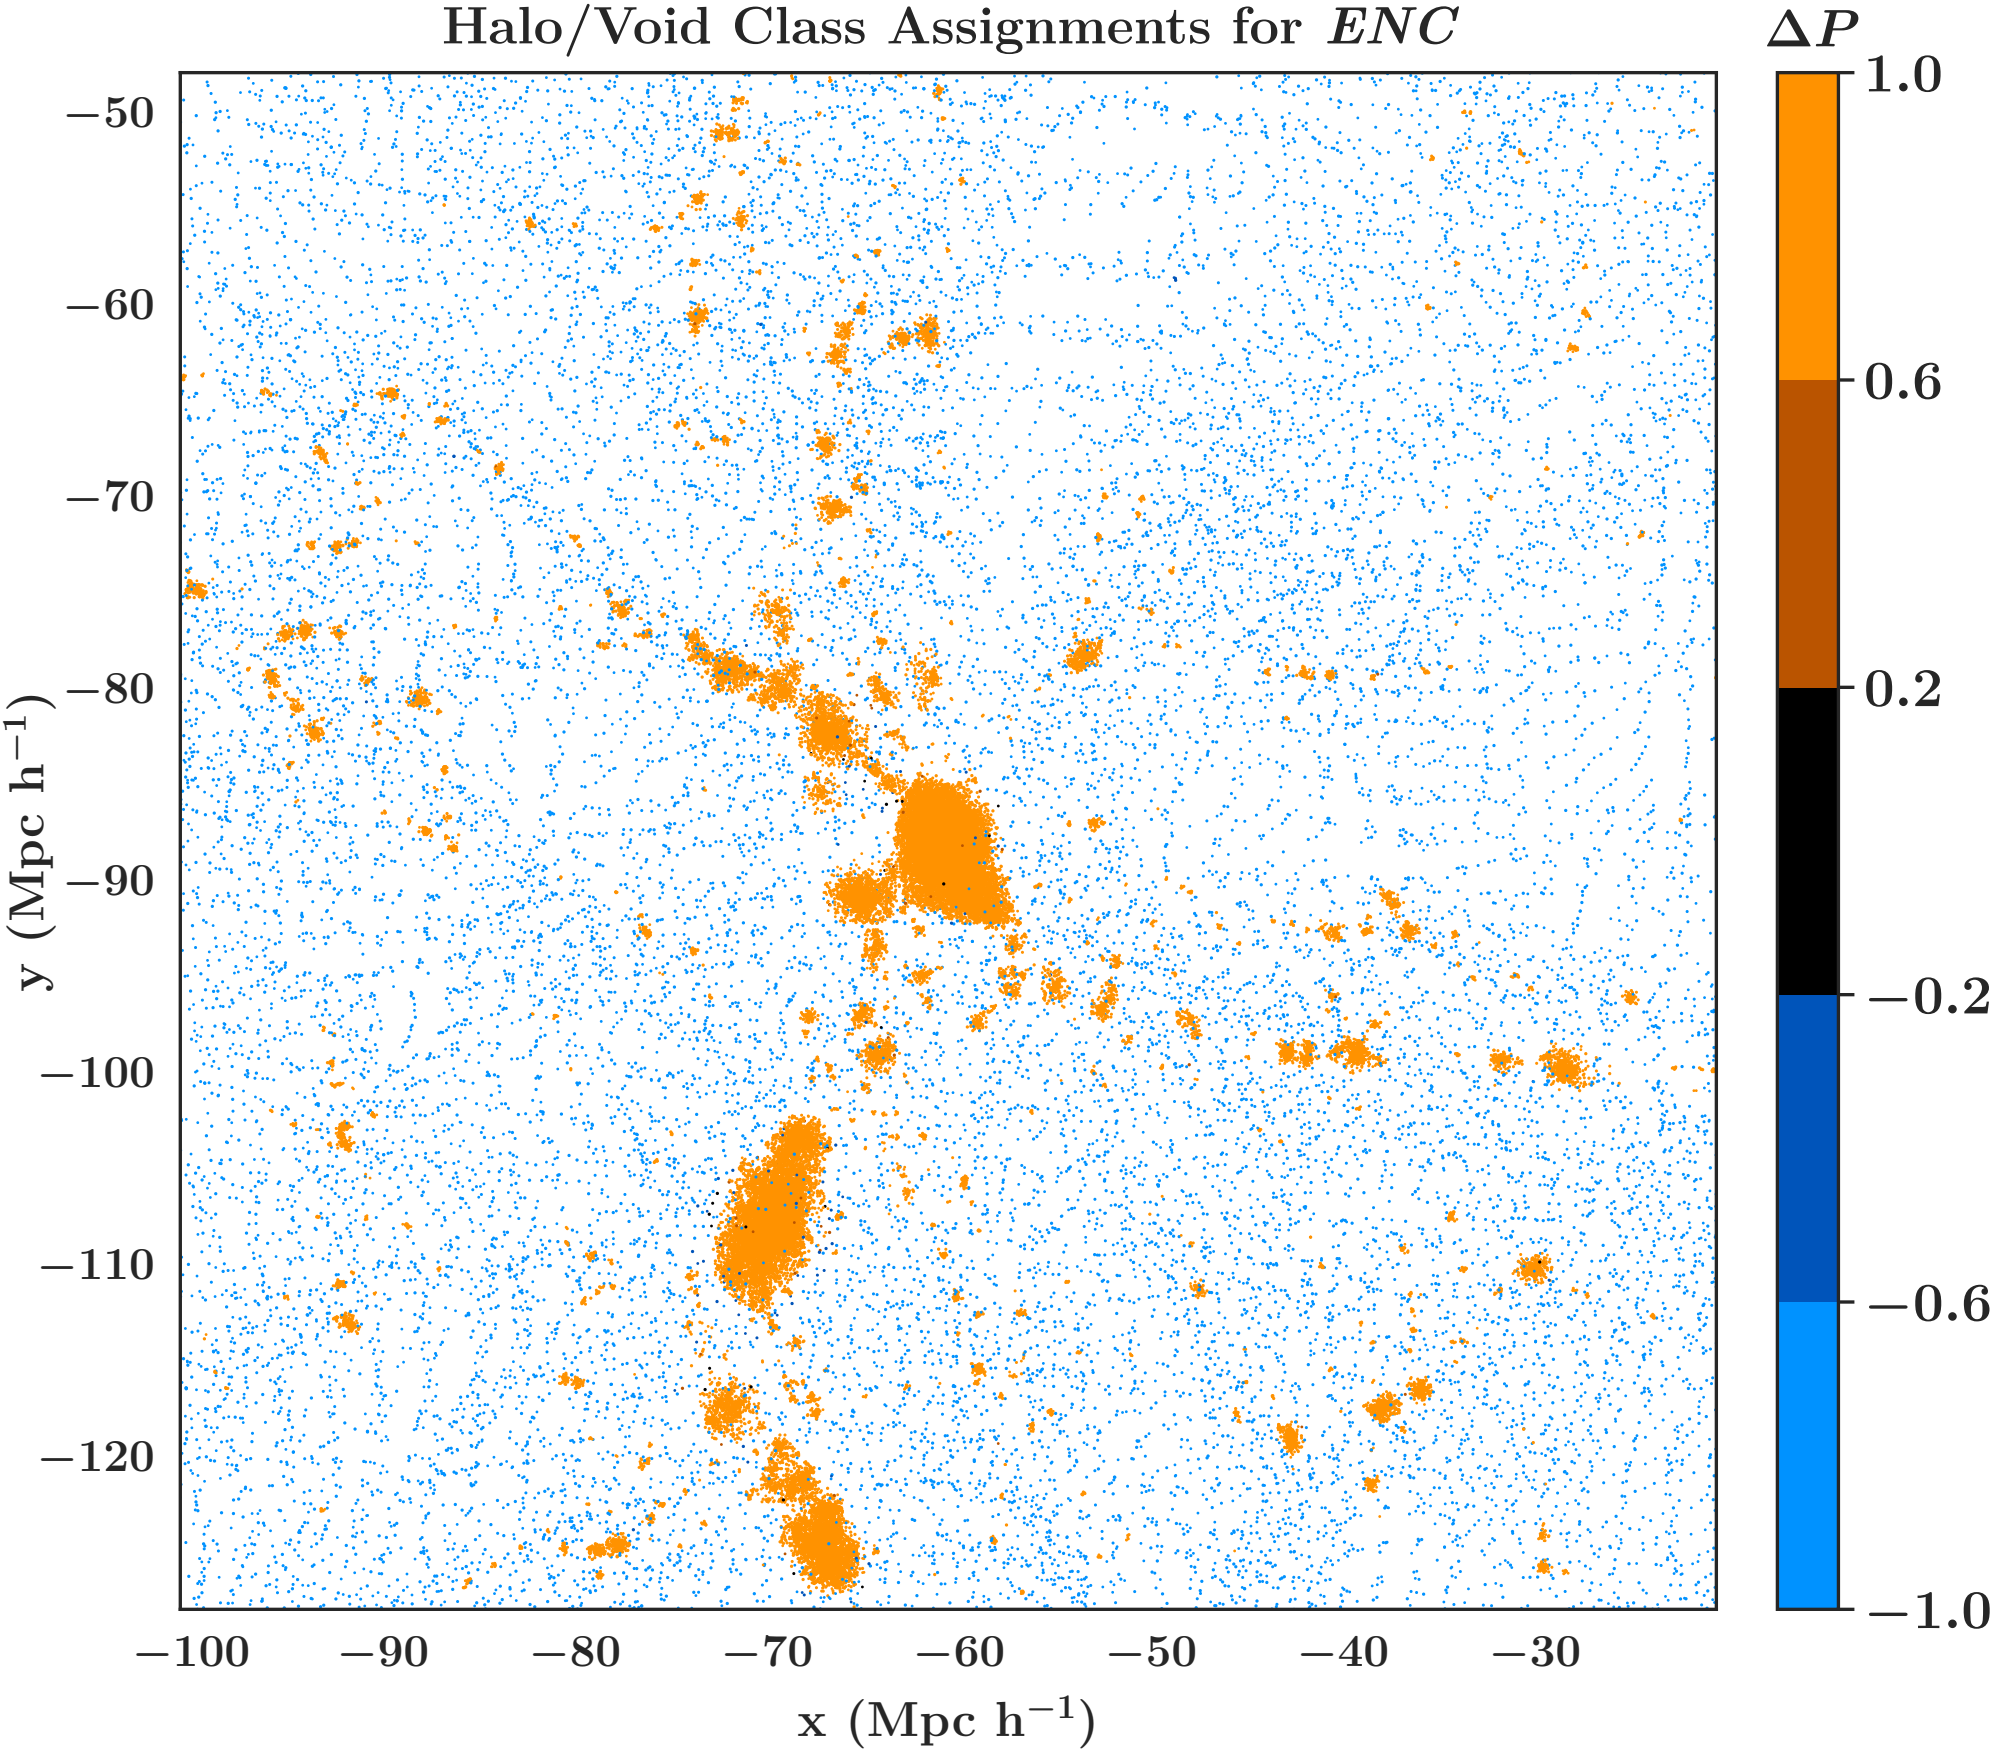 Halo/Void Class Assignments for ENC
ΔP
1.0
0.6
0.2
−0.2
−0.6
−1.0
−50
−60
−70
−80
−90
−100
−110
−120
y (Mpc h⁻¹)
−100 −90 −80 −70 −60 −50 −40 −30
x (Mpc h⁻¹)